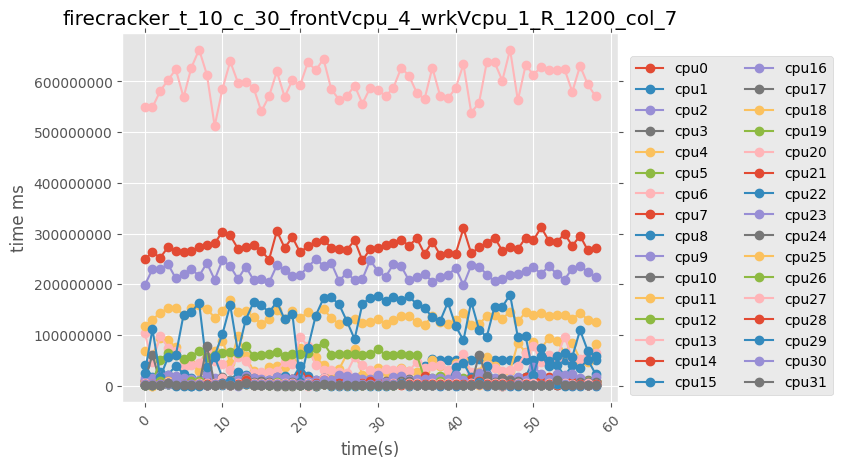 firecracker_t_10_c_30_frontVcpu_4_wrkVcpu_1_R_1200_col_7
600000000
500000000
400000000
300000000
200000000
100000000
0
time ms
0
10
20
30
40
50
60
time(s)
cpu0
cpu1
cpu2
cpu3
cpu4
cpu5
cpu6
cpu7
cpu8
cpu9
cpu10
cpu11
cpu12
cpu13
cpu14
cpu15
cpu16
cpu17
cpu18
cpu19
cpu20
cpu21
cpu22
cpu23
cpu24
cpu25
cpu26
cpu27
cpu28
cpu29
cpu30
cpu31